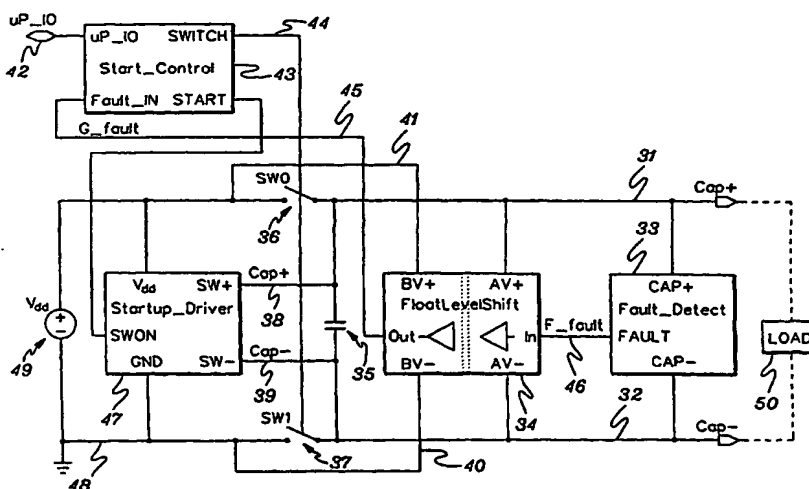 uP_IO
42
uP_IO SWITCH
Start_Control
Fault_IN START
44
43
G_fault
45
41
SW0
36
31
Cap+
33
Vdd
SW+
Startup_Driver
SWON
GND SW-
Cap+
38
Cap-
39
35
BV+ AV+
FloatLevelShift
Out In
BV- AV-
F_fault
46
CAP+
Fault_Detect
FAULT
CAP-
LOAD
50
Vdd
+
-
49
47
34
32
Cap-
SW1
37
40
48